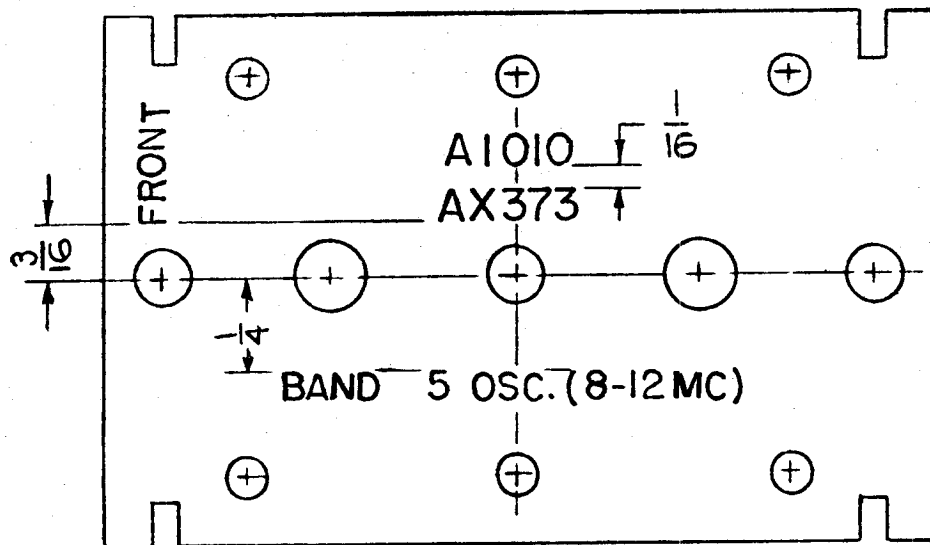 FRONT
A1010
1/16
AX373
3/16
1/4
BAND 5 OSC. (8-12 MC)